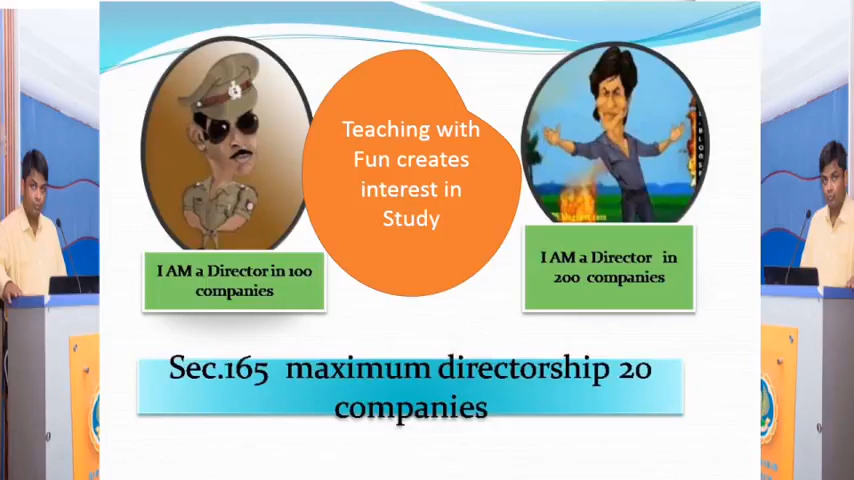 Teaching with
Fun creates
interest in
Study
I AM a Director in 100
companies
I AM a Director in
200 companies
Sec.165 maximum directorship 20
companies